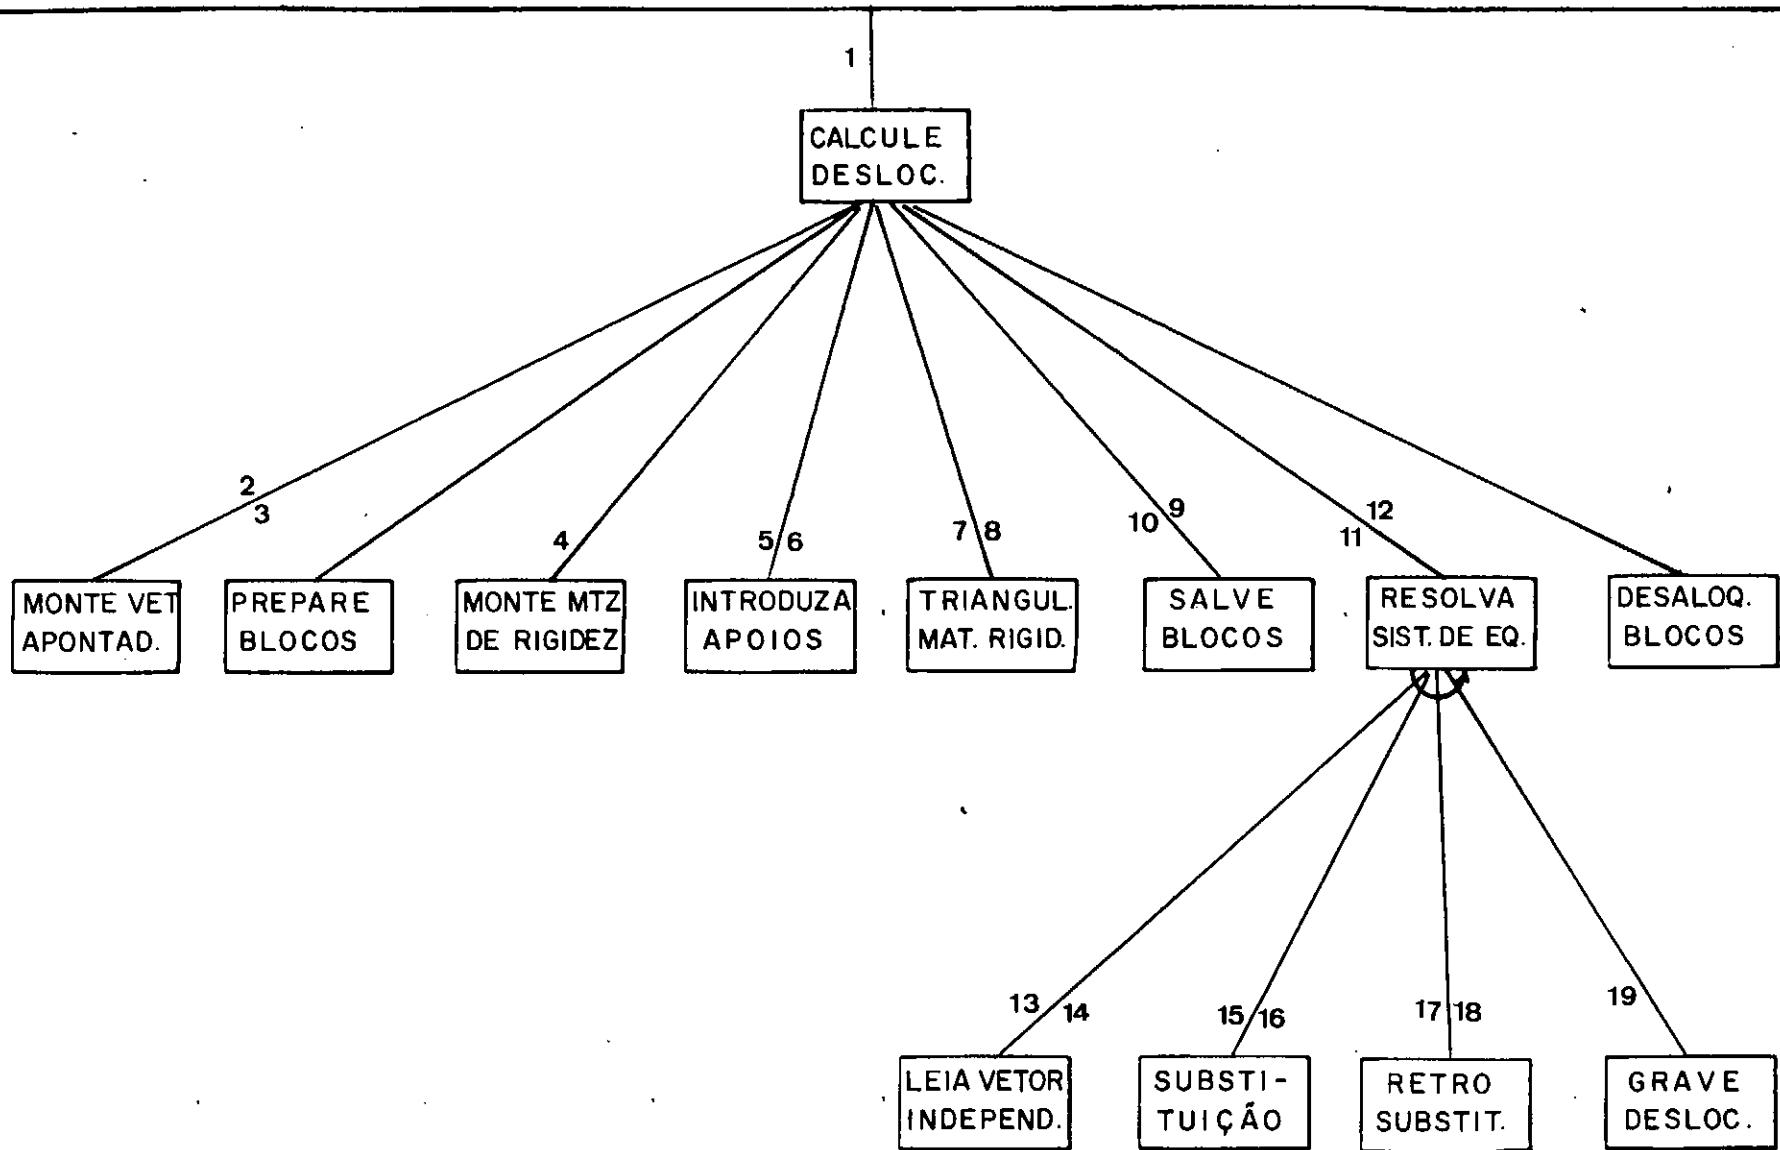 1
CALCULE
DESLOC.
2
3
4
5 6
7 8
10 9
11 12
MONTE VET
APONTAD.
PREPARE
BLOCOS
MONTE MTZ
DE RIGIDEZ
INTRODUZA
APOIOS
TRIANGUL.
MAT. RIGID.
SALVE
BLOCOS
RESOLVA
SIST. DE EQ.
DESALOQ.
BLOCOS
13 14
15 16
17 18
19
LEIA VETOR
INDEPEND.
SUBSTI-
TUIÇÃO
RETRO
SUBSTIT.
GRAVE
DESLOC.